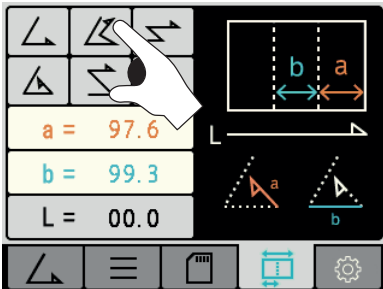 b a
a = 97.6
L
b = 99.3
a
L = 00.0
b